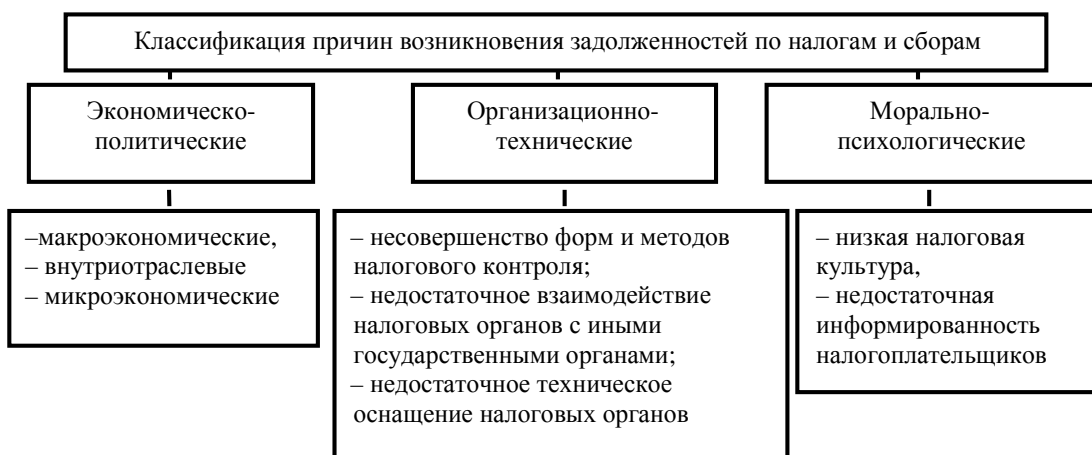 Классификация причин возникновения задолженностей по налогам и сборам
Экономическо-
политические
Организационно-
технические
Морально-
психологические
–макроэкономические,
– внутриотраслевые
– микроэкономические
– несовершенство форм и методов
налогового контроля;
– недостаточное взаимодействие
налоговых органов с иными
государственными органами;
– недостаточное техническое
оснащение налоговых органов
– низкая налоговая
культура,
– недостаточная
информированность
налогоплательщиков